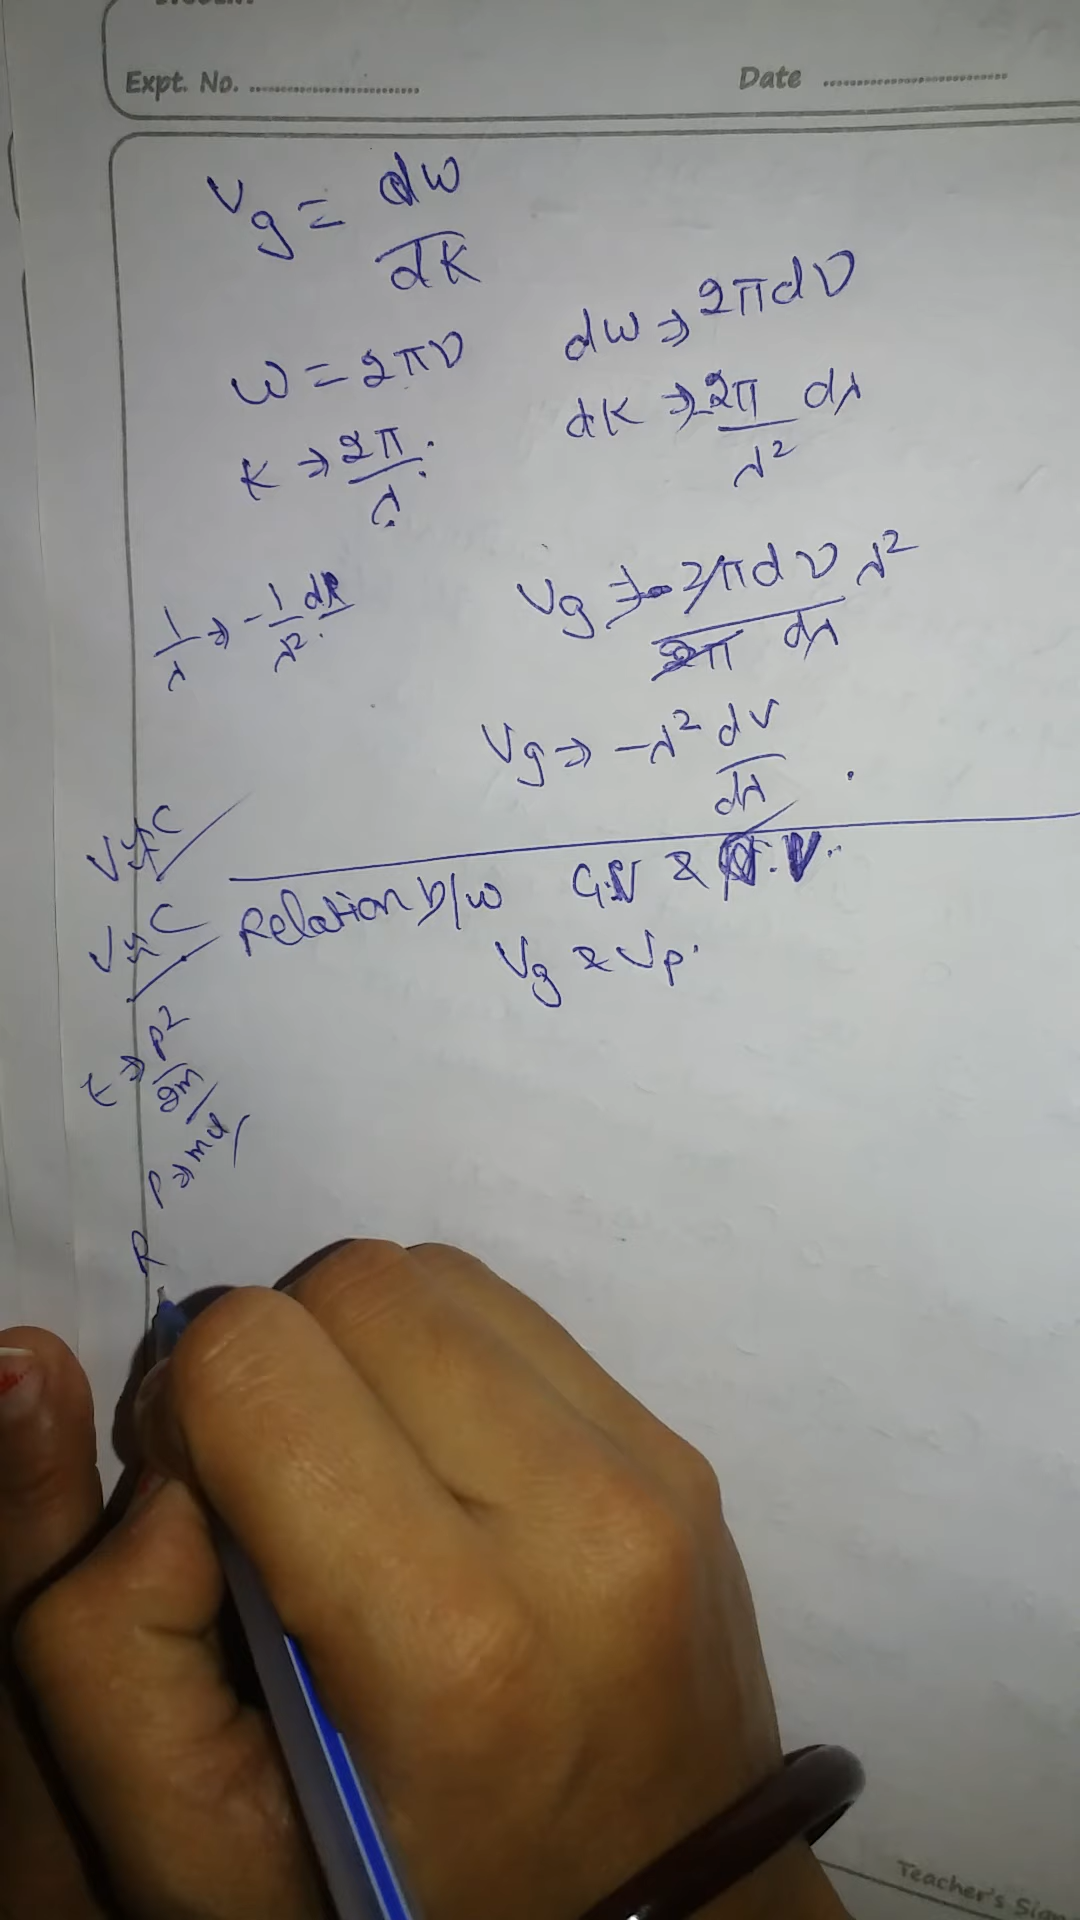 Expt. No. ............ Date ............
Vg = dω/dK
ω = 2πν dω ⇒ 2πdν
K ⇒ 2π/λ dK ⇒ -2π/λ² dλ
1/λ ⇒ -1/λ² dλ Vg ⇒ -2πdν λ²/2π dλ
Vg ⇒ -λ² dν/dλ
Relation b/w G.V &
Vg & Vp.
P²/2m
P ⇒ mv
P
Teacher's Sign